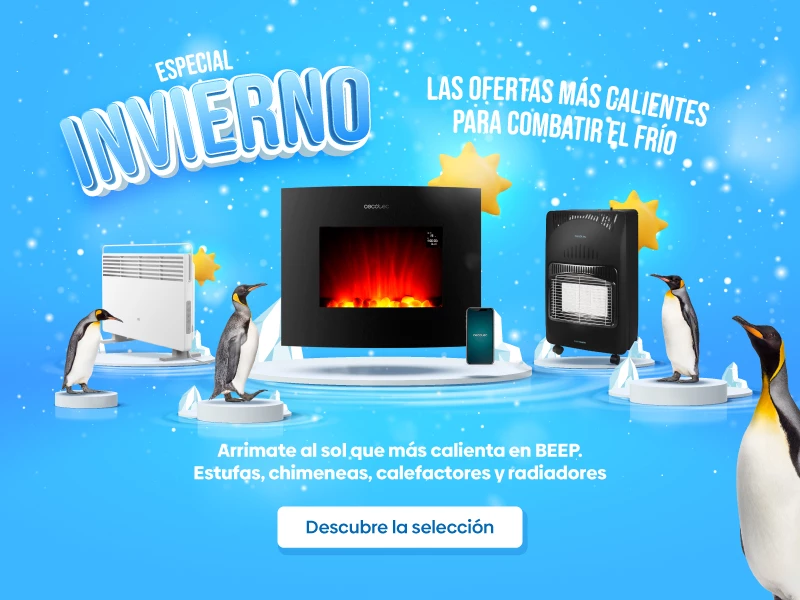 ESPECIAL
INVIERNO
LAS OFERTAS MÁS CALIENTES
PARA COMBATIR EL FRÍO
cecotec
Arrimate al sol que más calienta en BEEP.
Estufas, chimeneas, calefactores y radiadores
Descubre la selección